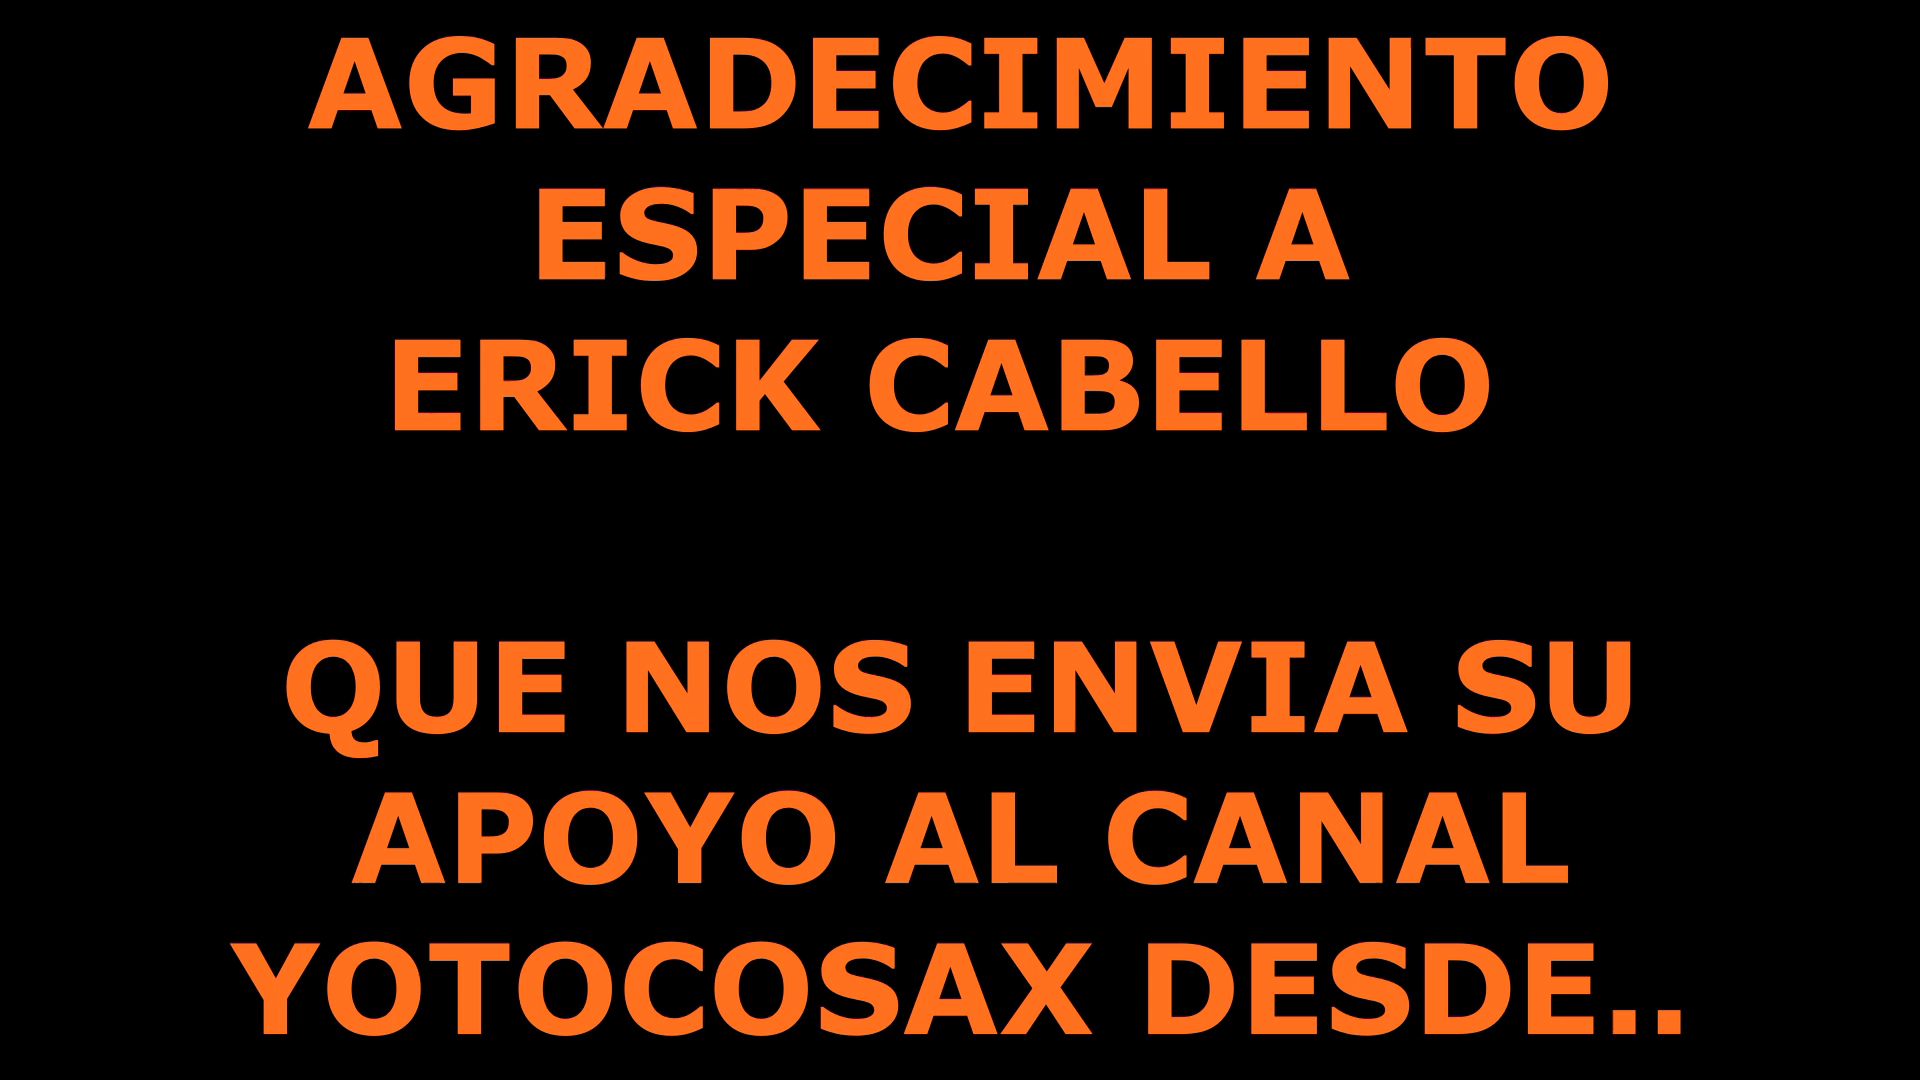 AGRADECIMIENTO
ESPECIAL A
ERICK CABELLO
QUE NOS ENVIA SU
APOYO AL CANAL
YOTOCOSAX DESDE..